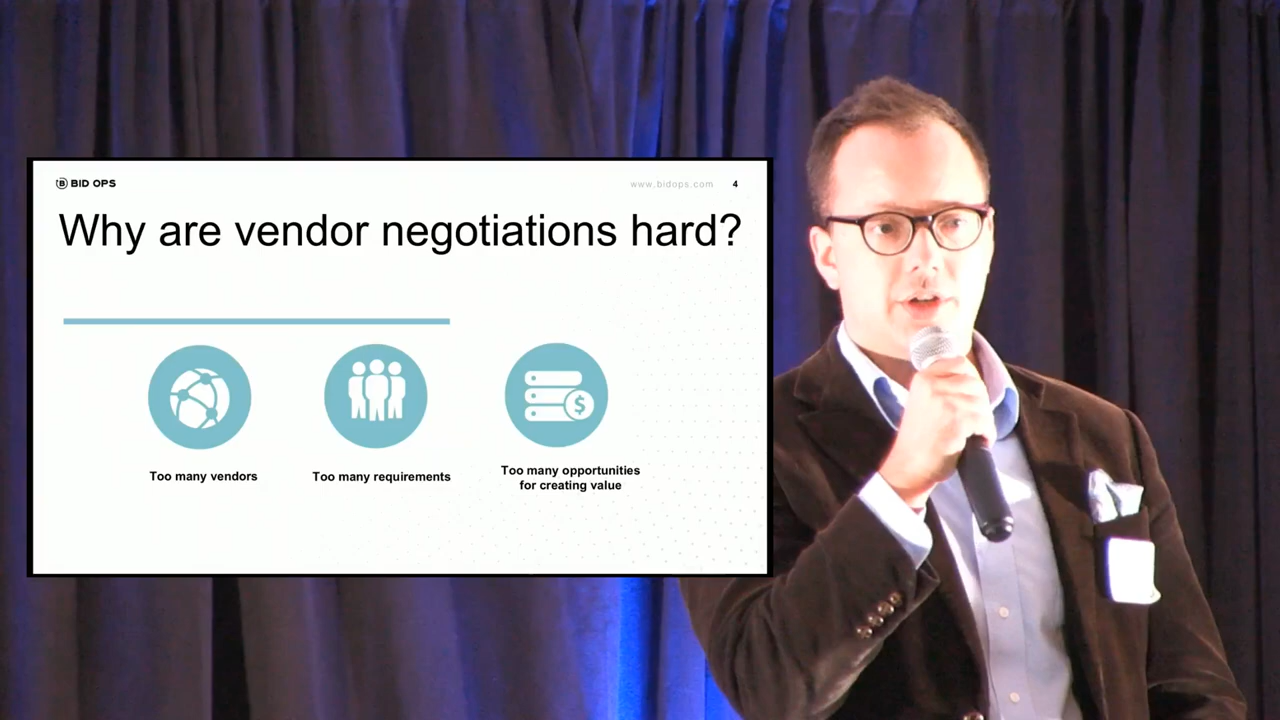 BID OPS
www.bidops.com 4
Why are vendor negotiations hard?
Too many vendors
Too many requirements
Too many opportunities
for creating value